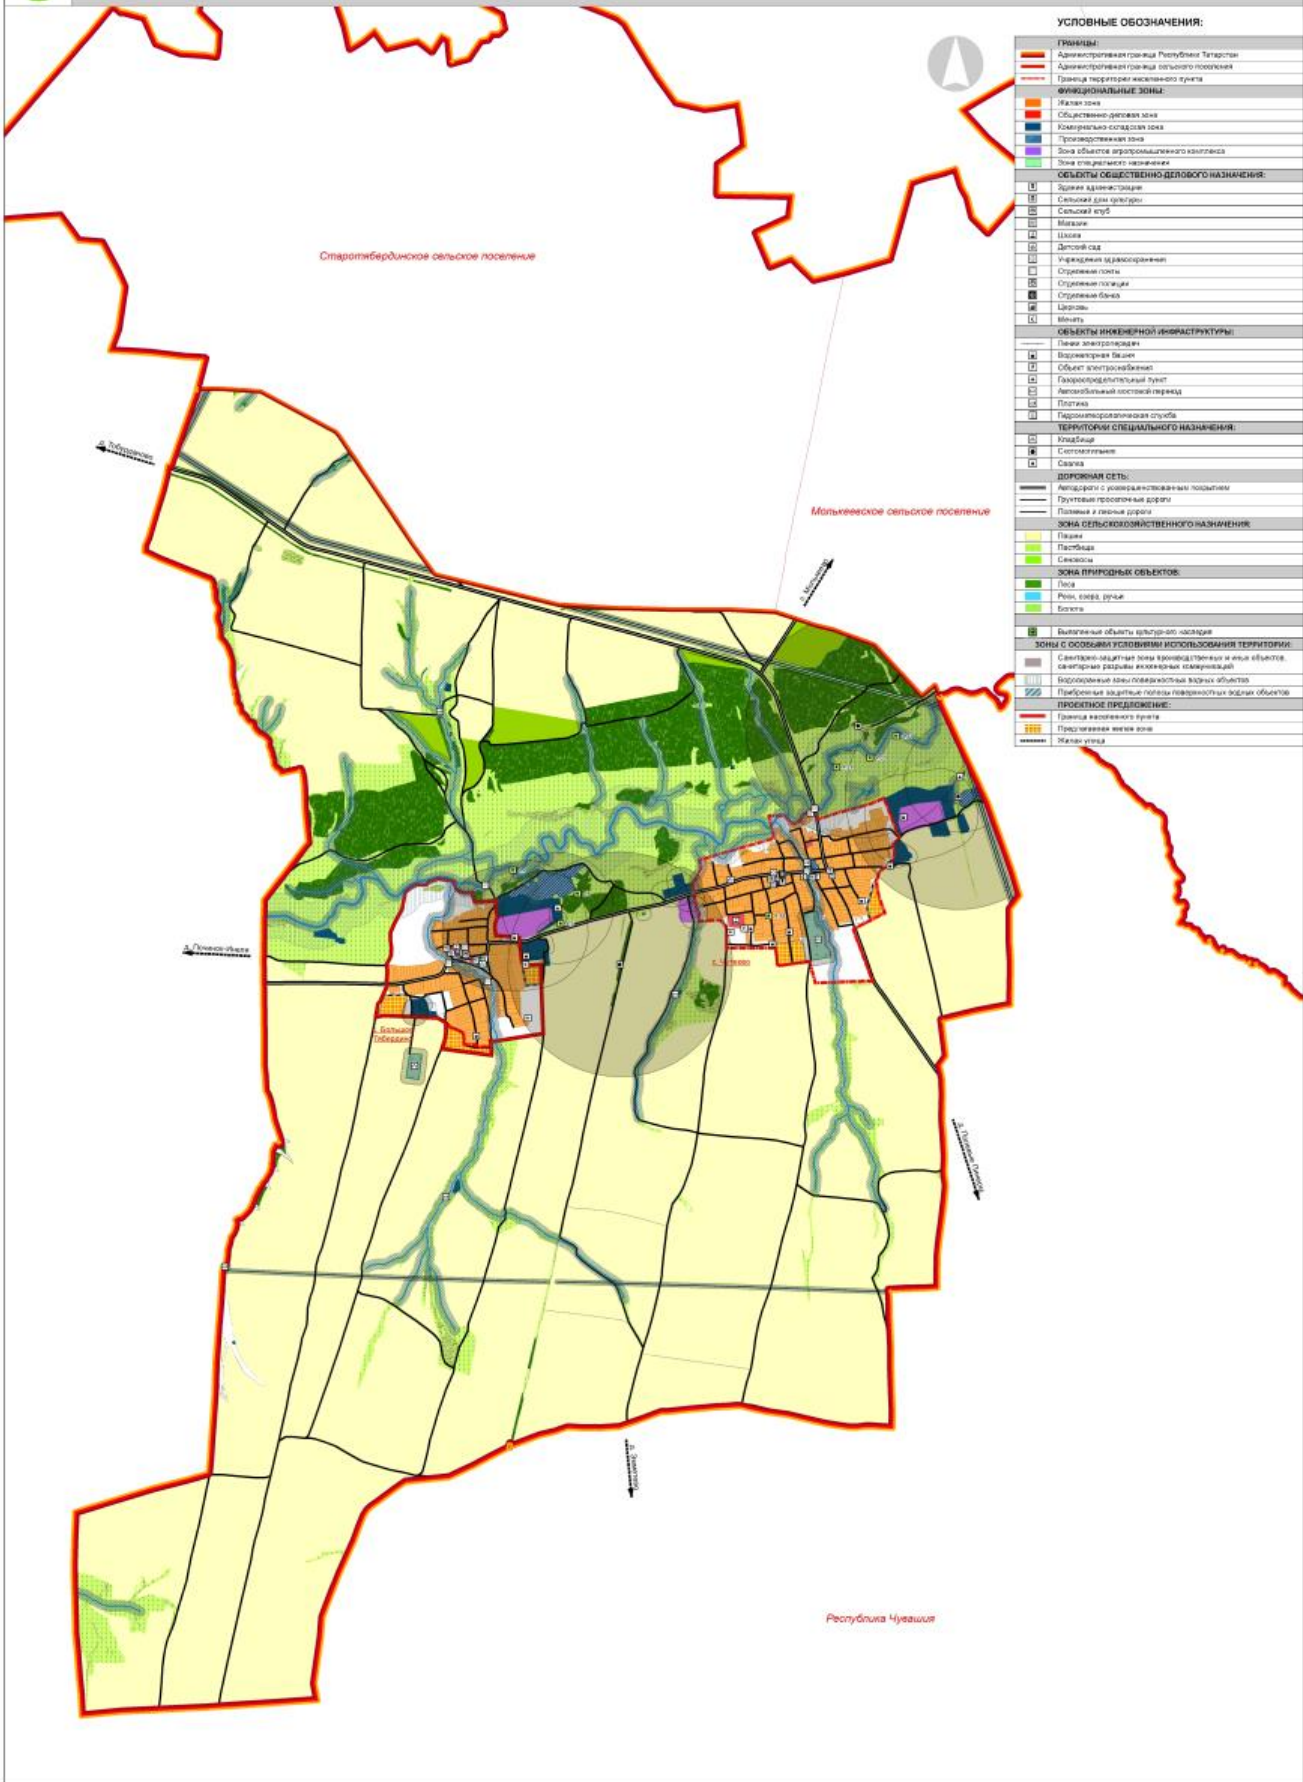 УСЛОВНЫЕ ОБОЗНАЧЕНИЯ:
ГРАНИЦЫ:
Административная граница Республики Татарстан
Административная граница сельского поселения
Граница территории населенного пункта
ФУНКЦИОНАЛЬНЫЕ ЗОНЫ:
Жилая зона
Общественно-деловая зона
Коммунально-складская зона
Производственная зона
Зона объектов агропромышленного комплекса
Зона специального назначения
ОБЪЕКТЫ ОБЩЕСТВЕННО-ДЕЛОВОГО НАЗНАЧЕНИЯ:
Здание администрации
Сельский дом культуры
Сельский клуб
Магазин
Школа
Детский сад
Учреждения здравоохранения
Отделение почты
Отделение полиции
Отделение банка
Церковь
Мечеть
ОБЪЕКТЫ ИНЖЕНЕРНОЙ ИНФРАСТРУКТУРЫ:
Линии электропередач
Водонапорная башня
Объект электроснабжения
Газораспределительный пункт
Автомобильный мостовой переход
Плотина
Гидрометеорологическая служба
ТЕРРИТОРИИ СПЕЦИАЛЬНОГО НАЗНАЧЕНИЯ:
Кладбище
Скотомогильник
Свалка
ДОРОЖНАЯ СЕТЬ:
Автодороги с усовершенствованным покрытием
Грунтовые проселочные дороги
Полевые и лесные дороги
ЗОНА СЕЛЬСКОХОЗЯЙСТВЕННОГО НАЗНАЧЕНИЯ:
Пашни
Пастбища
Сенокосы
ЗОНА ПРИРОДНЫХ ОБЪЕКТОВ:
Леса
Реки, озера, ручьи
Болота
Выявленные объекты культурного наследия
ЗОНЫ С ОСОБЫМИ УСЛОВИЯМИ ИСПОЛЬЗОВАНИЯ ТЕРРИТОРИИ:
Санитарно-защитные зоны производственных и иных объектов,
санитарные разрывы инженерных коммуникаций
Водоохранные зоны поверхностных водных объектов
Прибрежные защитные полосы поверхностных водных объектов
ПРОЕКТНОЕ ПРЕДЛОЖЕНИЕ:
Граница населенного пункта
Предлагаемая жилая зона
Жилая улица
Старотябердинское сельское поселение
Молькеевское сельское поселение
с. Молькеево
с. Чутеево
Республика Чувашия